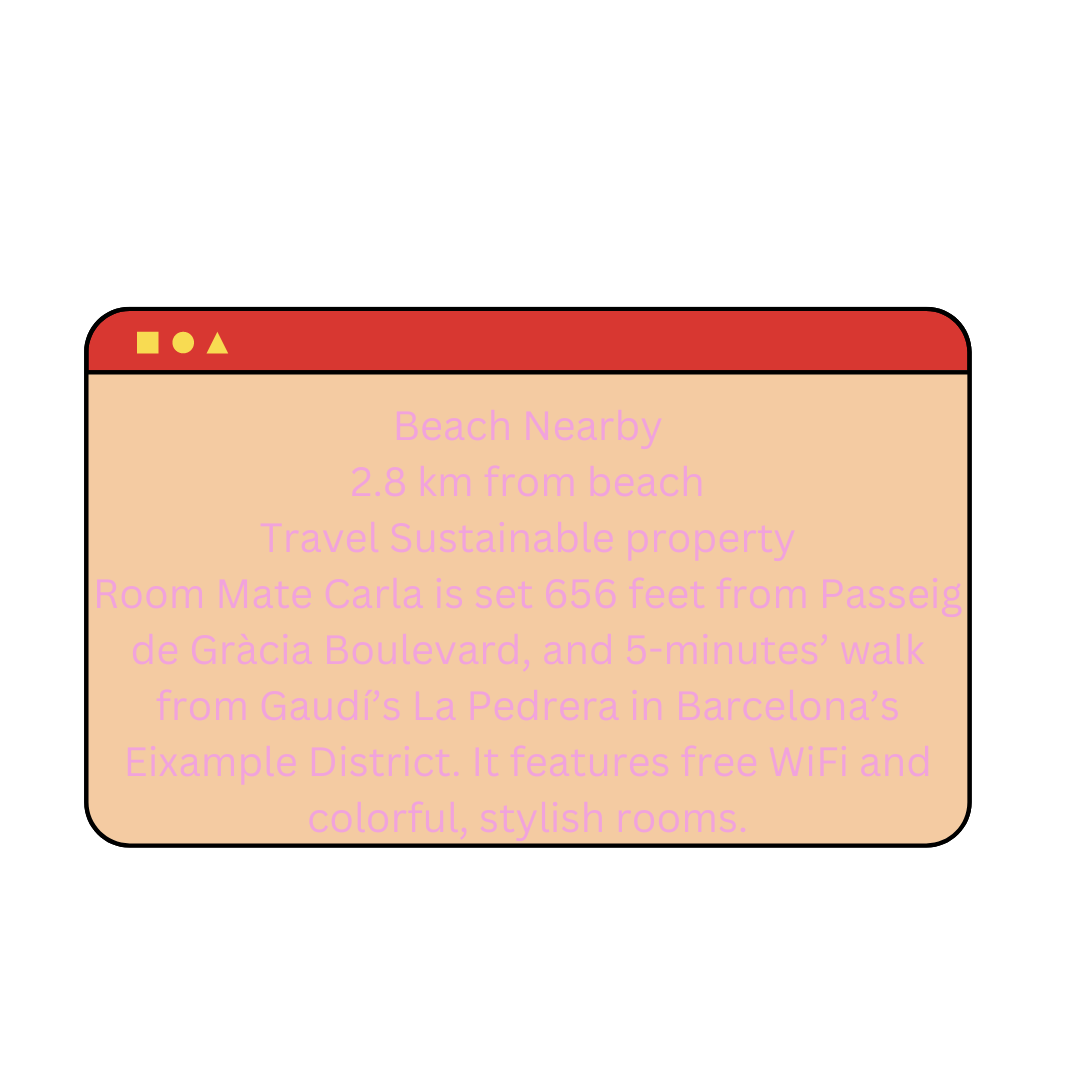 Beach Nearby
2.8 km from beach
Travel Sustainable property
Room Mate Carla is set 656 feet from Passeig
de Gràcia Boulevard, and 5-minutes’ walk
from Gaudí’s La Pedrera in Barcelona’s
Eixample District. It features free WiFi and
colorful, stylish rooms.